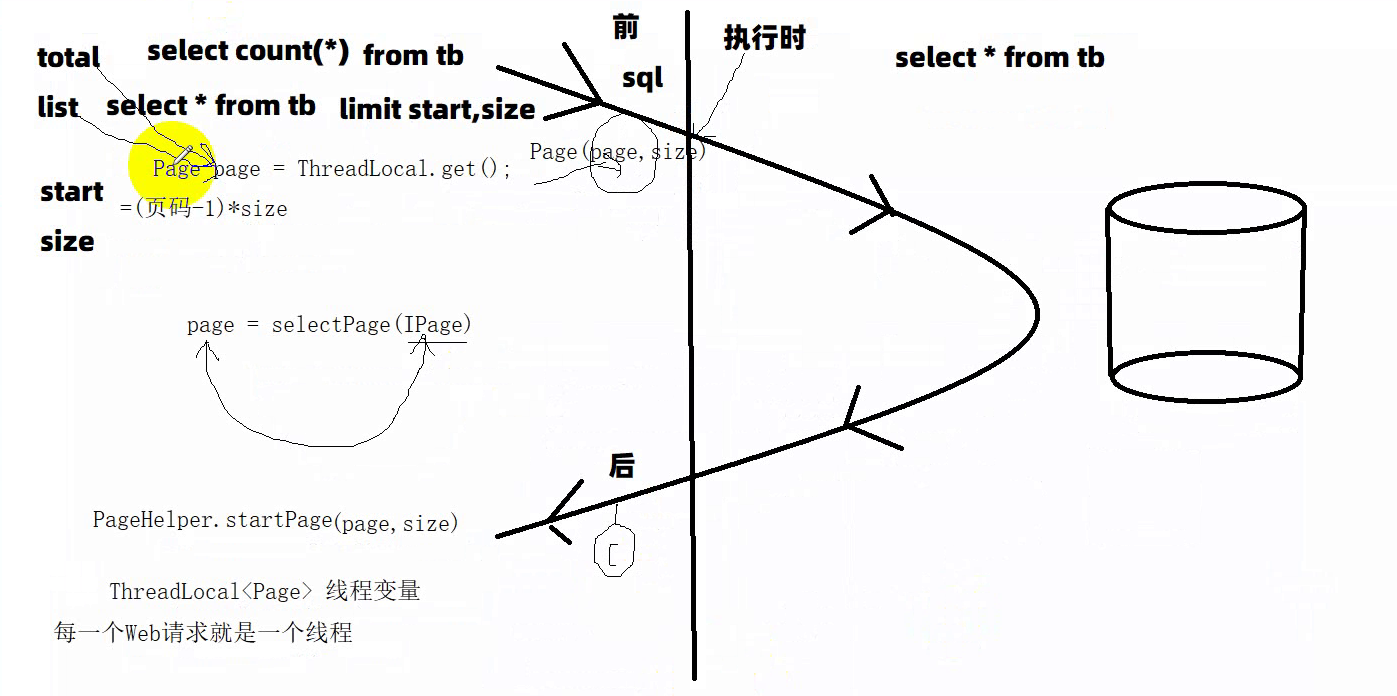 前
total select count(*) from tb
执行时
select * from tb
sql
list select * from tb limit start,size
Page(page,size)
Page page = ThreadLocal.get();
start =(页码-1)*size
size
page = selectPage(IPage)
后
PageHelper.startPage(page,size)
C
ThreadLocal<Page> 线程变量
每一个Web请求就是一个线程